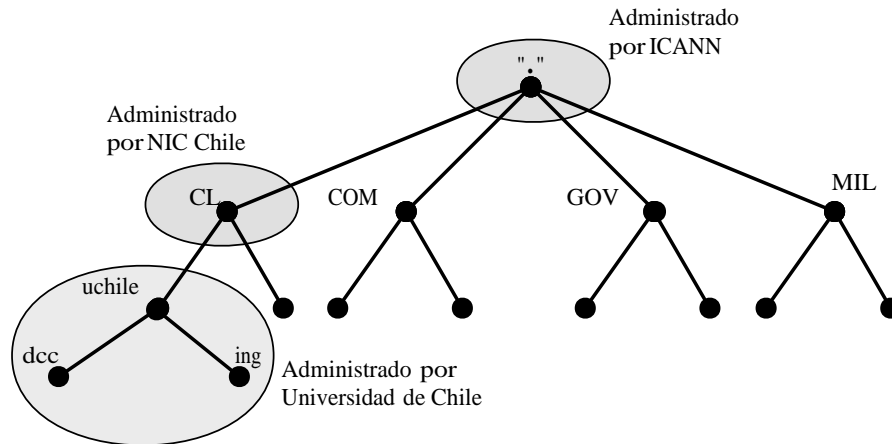 Administrado
por ICANN
"."
Administrado
por NIC Chile
CL
COM
GOV
MIL
uchile
dcc
ing
Administrado por
Universidad de Chile